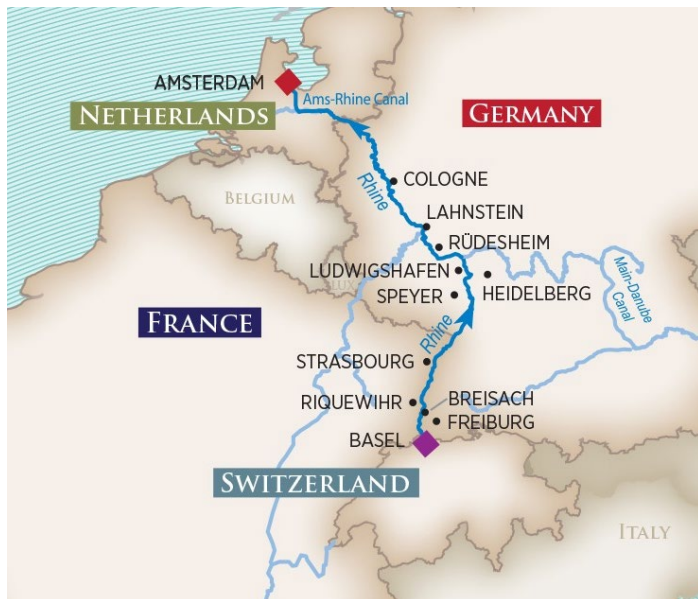 AMSTERDAM
Ams-Rhine Canal
NETHERLANDS
GERMANY
COLOGNE
Rhine
BELGIUM
LAHNSTEIN
RÜDESHEIM
LUDWIGSHAFEN
LUX
SPEYER
HEIDELBERG
Main-Danube
Canal
FRANCE
Rhine
STRASBOURG
RIQUEWIHR
BREISACH
FREIBURG
BASEL
SWITZERLAND
ITALY